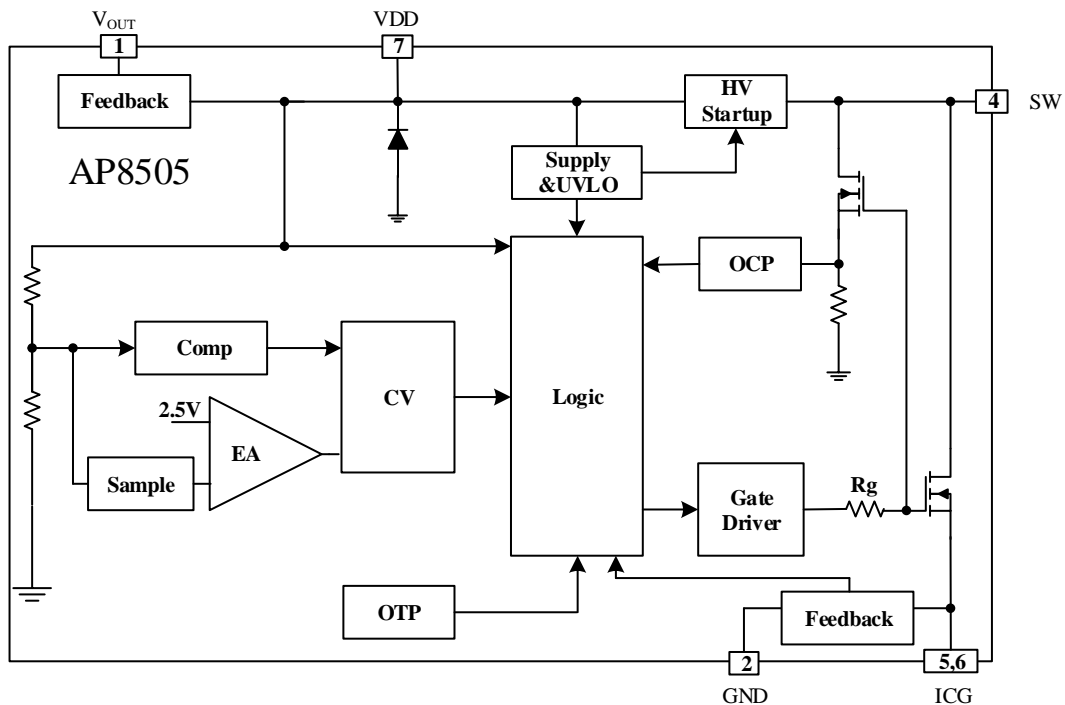 VOUT
VDD
1
7
Feedback
HV
Startup
4
SW
AP8505
Supply
&UVLO
OCP
Comp
CV
Logic
2.5V
EA
Sample
Gate
Driver
Rg
OTP
Feedback
2
5,6
GND
ICG